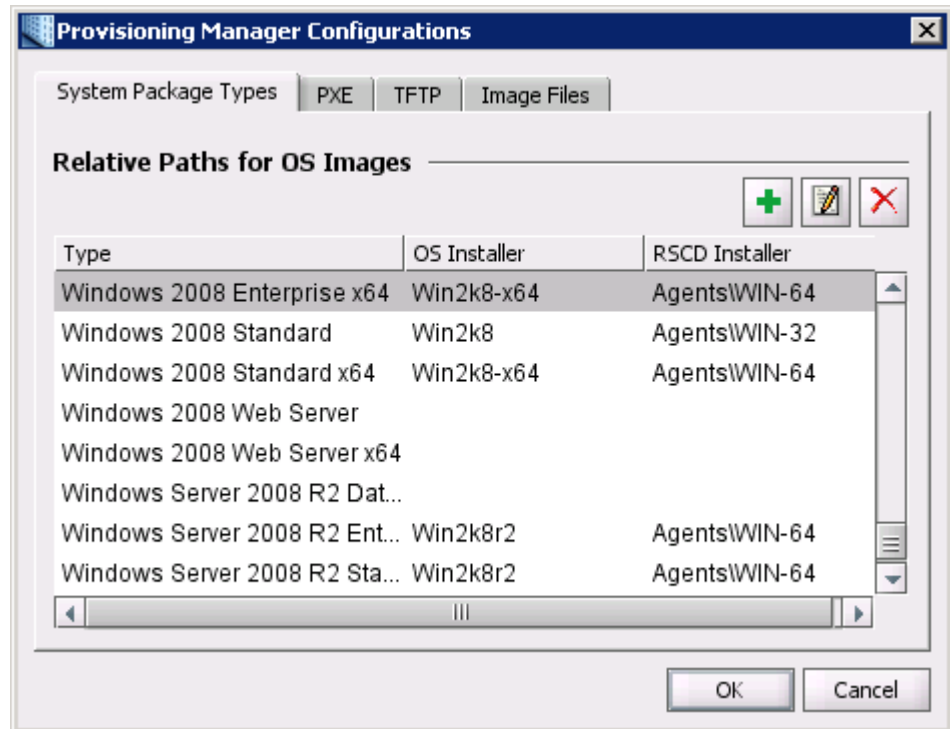 Provisioning Manager Configurations
System Package Types PXE TFTP Image Files
Relative Paths for OS Images
Type OS Installer RSCD Installer
Windows 2008 Enterprise x64 Win2k8-x64 Agents\WIN-64
Windows 2008 Standard Win2k8 Agents\WIN-32
Windows 2008 Standard x64 Win2k8-x64 Agents\WIN-64
Windows 2008 Web Server
Windows 2008 Web Server x64
Windows Server 2008 R2 Dat...
Windows Server 2008 R2 Ent... Win2k8r2 Agents\WIN-64
Windows Server 2008 R2 Sta... Win2k8r2 Agents\WIN-64
OK Cancel